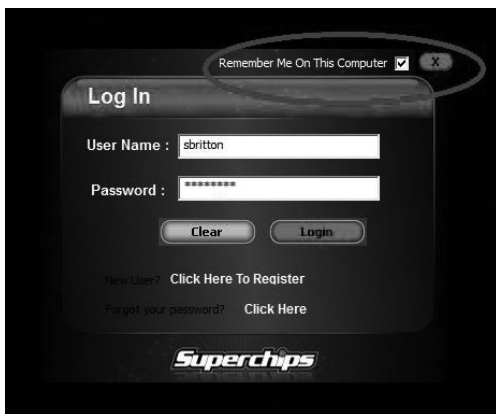 Remember Me On This Computer X
Log In
User Name : sbritton
Password : ********
Clear Login
New User? Click Here To Register
Forgot your password? Click Here
Superchips